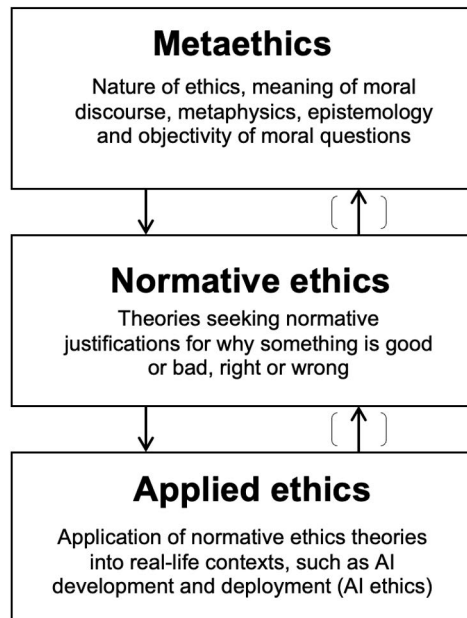 Metaethics
Nature of ethics, meaning of moral
discourse, metaphysics, epistemology
and objectivity of moral questions
Normative ethics
Theories seeking normative
justifications for why something is good
or bad, right or wrong
Applied ethics
Application of normative ethics theories
into real-life contexts, such as AI
development and deployment (AI ethics)